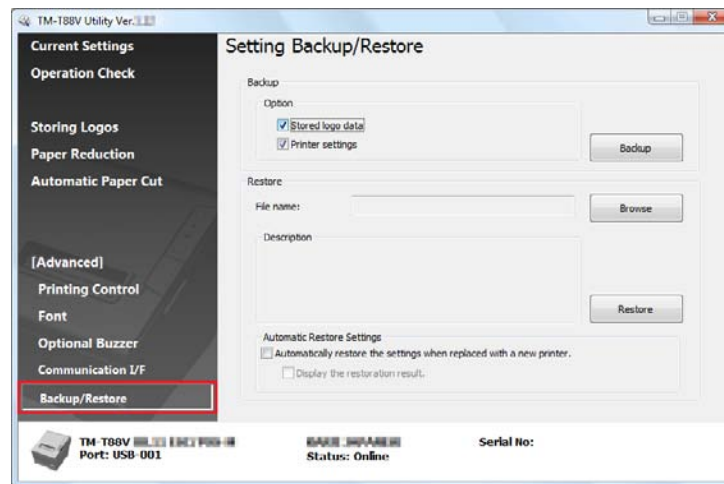 TM-T88V Utility Ver.
Current Settings
Operation Check
Storing Logos
Paper Reduction
Automatic Paper Cut
[Advanced]
Printing Control
Font
Optional Buzzer
Communication I/F
Backup/Restore
Setting Backup/Restore
Backup
Option
Stored logo data
Printer settings
Backup
Restore
File name:
Browse
Description
Restore
Automatic Restore Settings
Automatically restore the settings when replaced with a new printer.
Display the restoration result.
TM-T88V
Port: USB-001
Status: Online
Serial No: